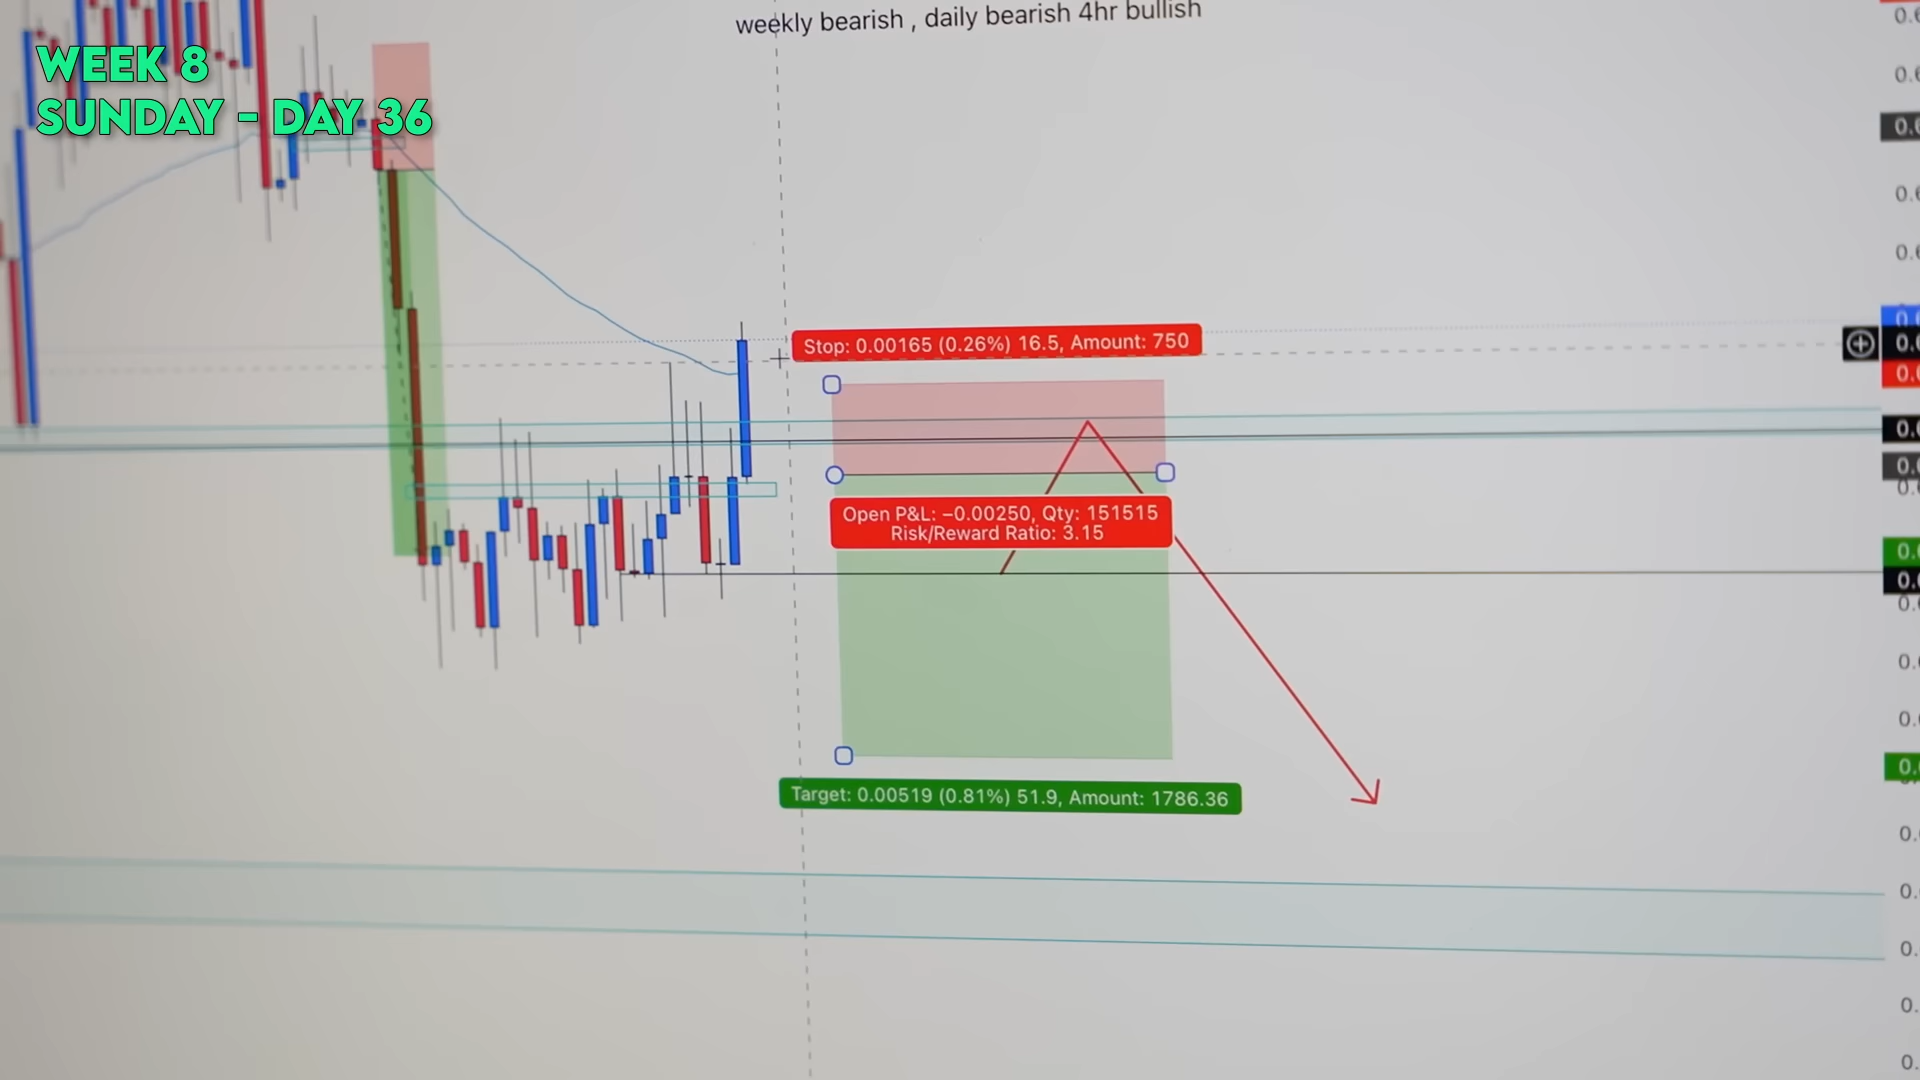 weekly bearish , daily bearish 4hr bullish
WEEK 8
SUNDAY - DAY 36
Stop: 0.00165 (0.26%) 16.5, Amount: 750
Open P&L: −0.00250, Qty: 151515
Risk/Reward Ratio: 3.15
Target: 0.00519 (0.81%) 51.9, Amount: 1786.36